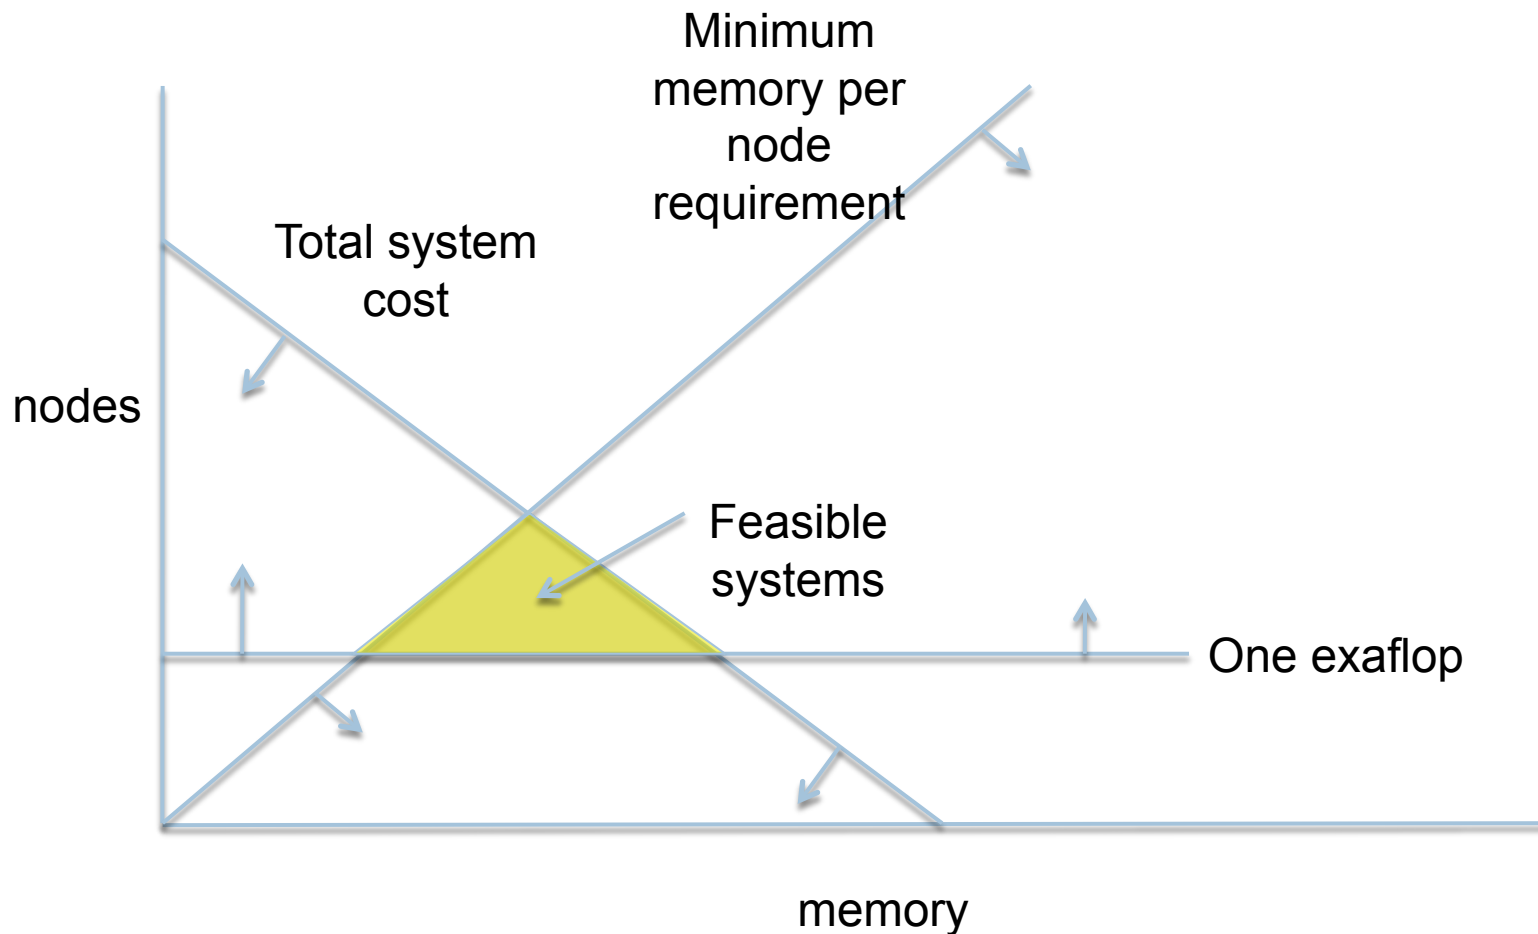 Minimum
memory per
node
requirement
Total system
cost
nodes
Feasible
systems
One exaflop
memory